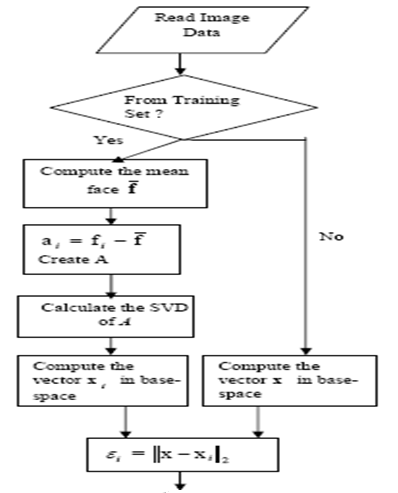 Read Image
Data
From Training
Set ?
Yes
No
Compute the mean
face f̄
aᵢ = fᵢ − f̄
Create A
Calculate the SVD
of A
Compute the
vector xᵢ in base-
space
Compute the
vector x in base-
space
εᵢ = ‖x − xᵢ‖₂